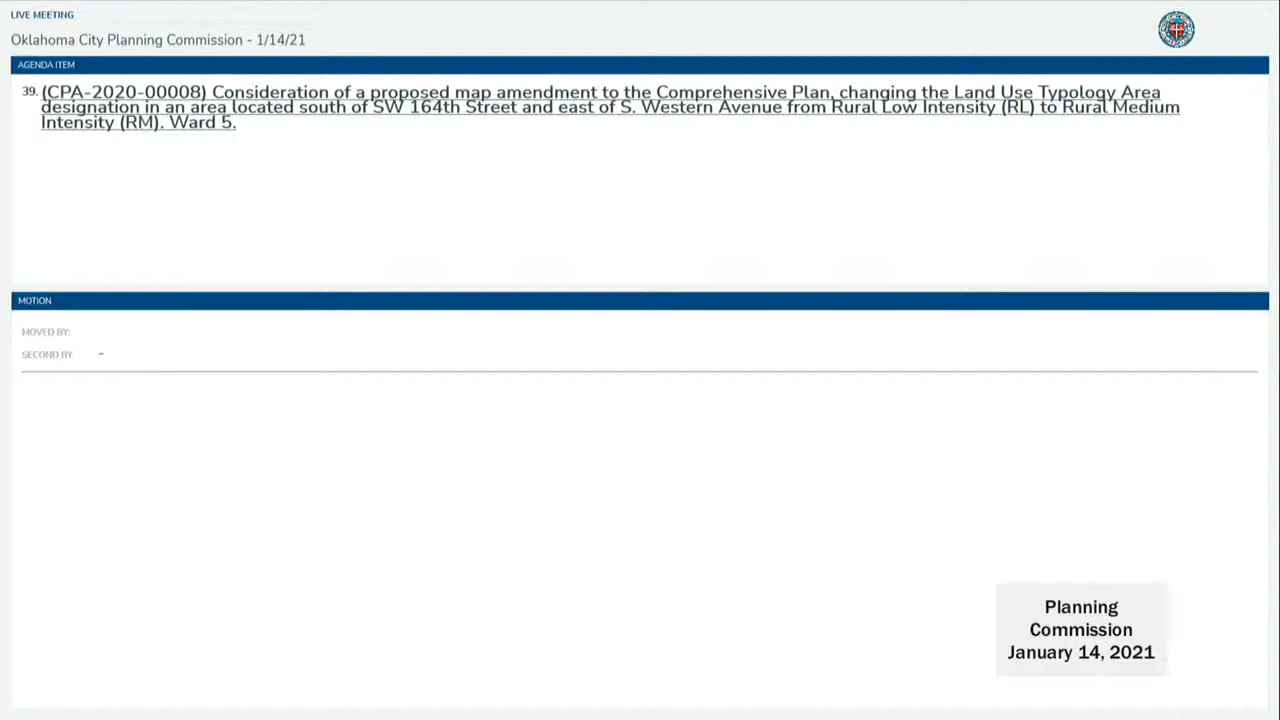 LIVE MEETING
Oklahoma City Planning Commission - 1/14/21
AGENDA ITEM
39. (CPA-2020-00008) Consideration of a proposed map amendment to the Comprehensive Plan, changing the Land Use Typology Area
designation in an area located south of SW 164th Street and east of S. Western Avenue from Rural Low Intensity (RL) to Rural Medium
Intensity (RM). Ward 5.
MOTION
MOVED BY:
SECOND BY: -
Planning
Commission
January 14, 2021